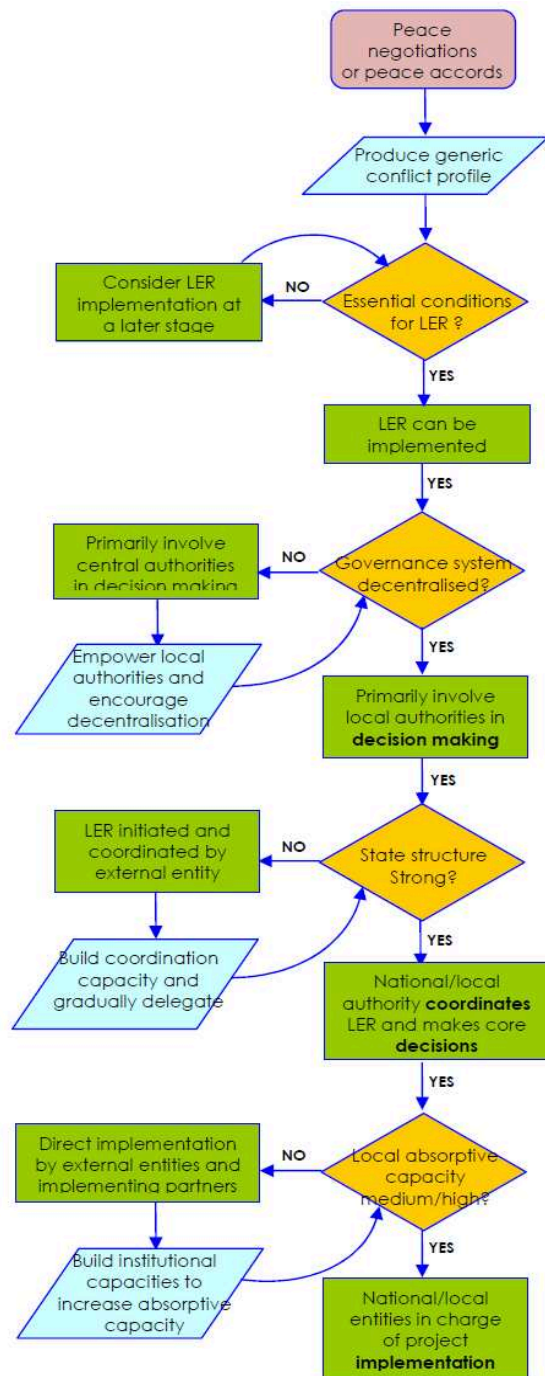 Peace
negotiations
or peace accords
Produce generic
conflict profile
Consider LER
implementation at
a later stage
NO
Essential conditions
for LER ?
YES
LER can be
implemented
YES
Primarily involve
central authorities
in decision making
NO
Governance system
decentralised?
Empower local
authorities and
encourage
decentralisation
YES
Primarily involve
local authorities in
decision making
YES
LER initiated and
coordinated by
external entity
NO
State structure
Strong?
Build coordination
capacity and
gradually delegate
YES
National/local
authority coordinates
LER and makes core
decisions
YES
Direct implementation
by external entities and
implementing partners
NO
Local absorptive
capacity
medium/high?
Build institutional
capacities to
increase absorptive
capacity
YES
National/local
entities in charge
of project
implementation